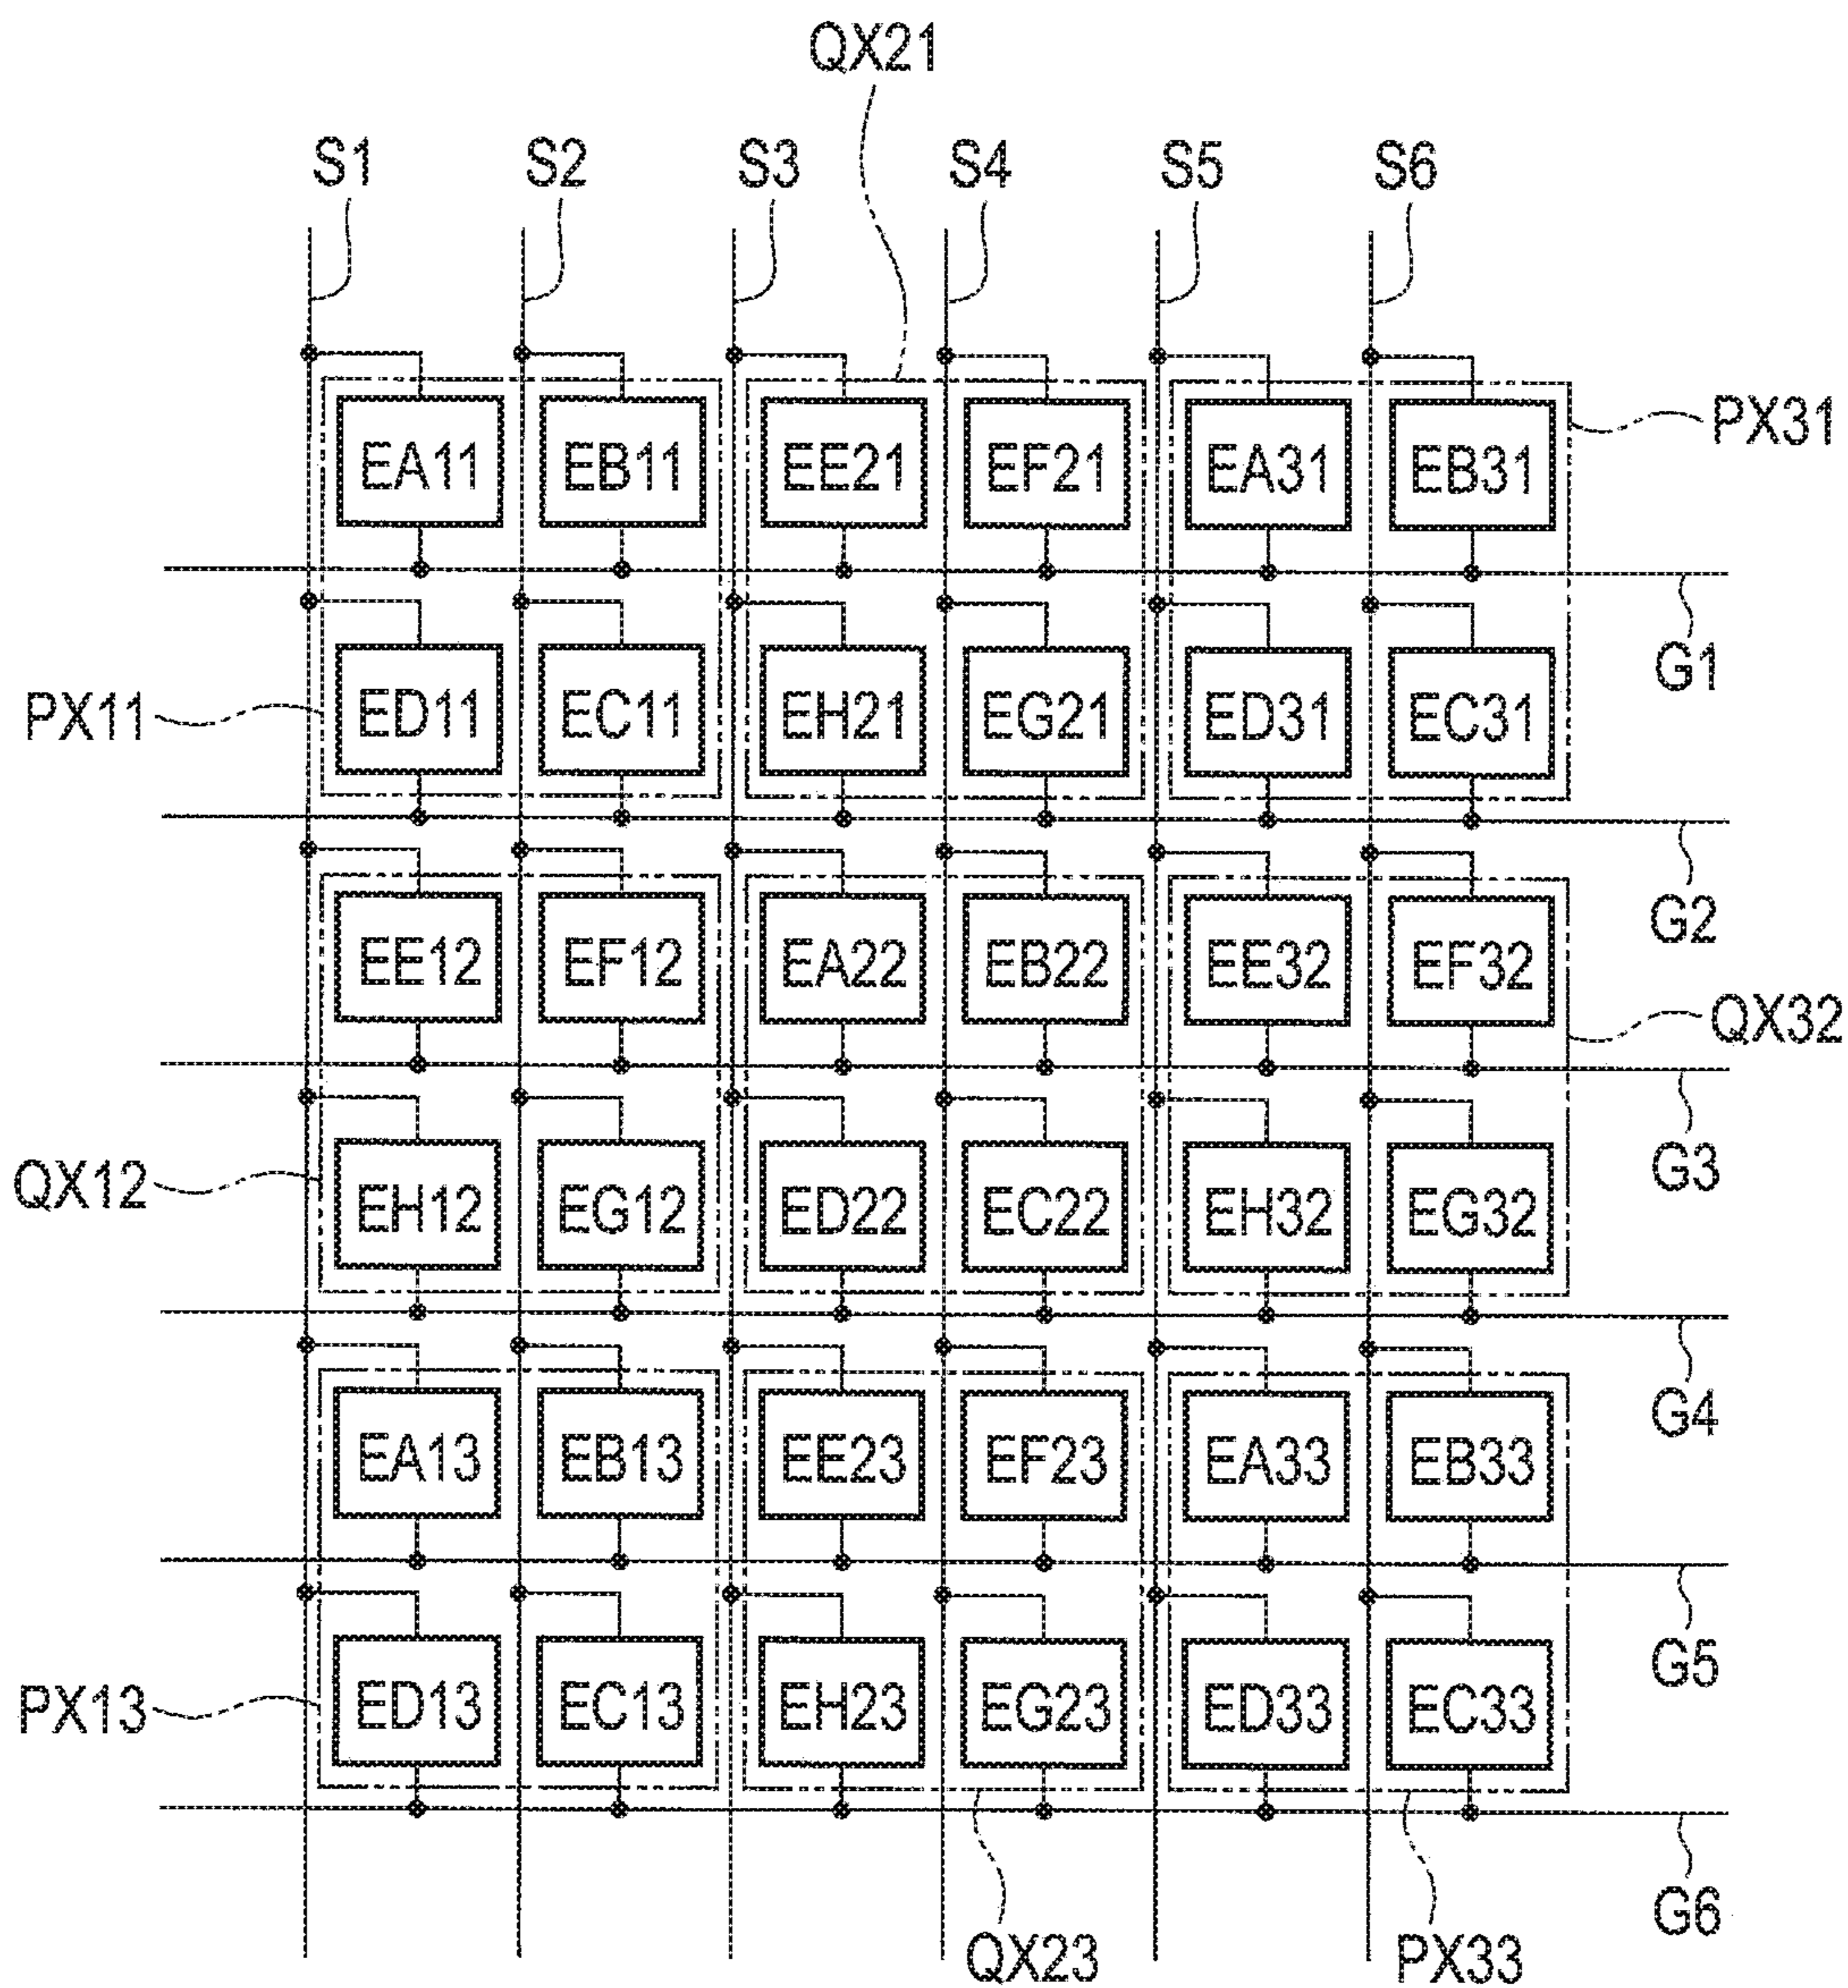 QX21
S1 S2 S3 S4 S5 S6
EA11 EB11 EE21 EF21 EA31 EB31
PX31
G1
PX11
ED11 EC11 EH21 EG21 ED31 EC31
G2
EE12 EF12 EA22 EB22 EE32 EF32
QX32
G3
QX12
EH12 EG12 ED22 EC22 EH32 EG32
G4
EA13 EB13 EE23 EF23 EA33 EB33
G5
PX13
ED13 EC13 EH23 EG23 ED33 EC33
G6
QX23
PX33